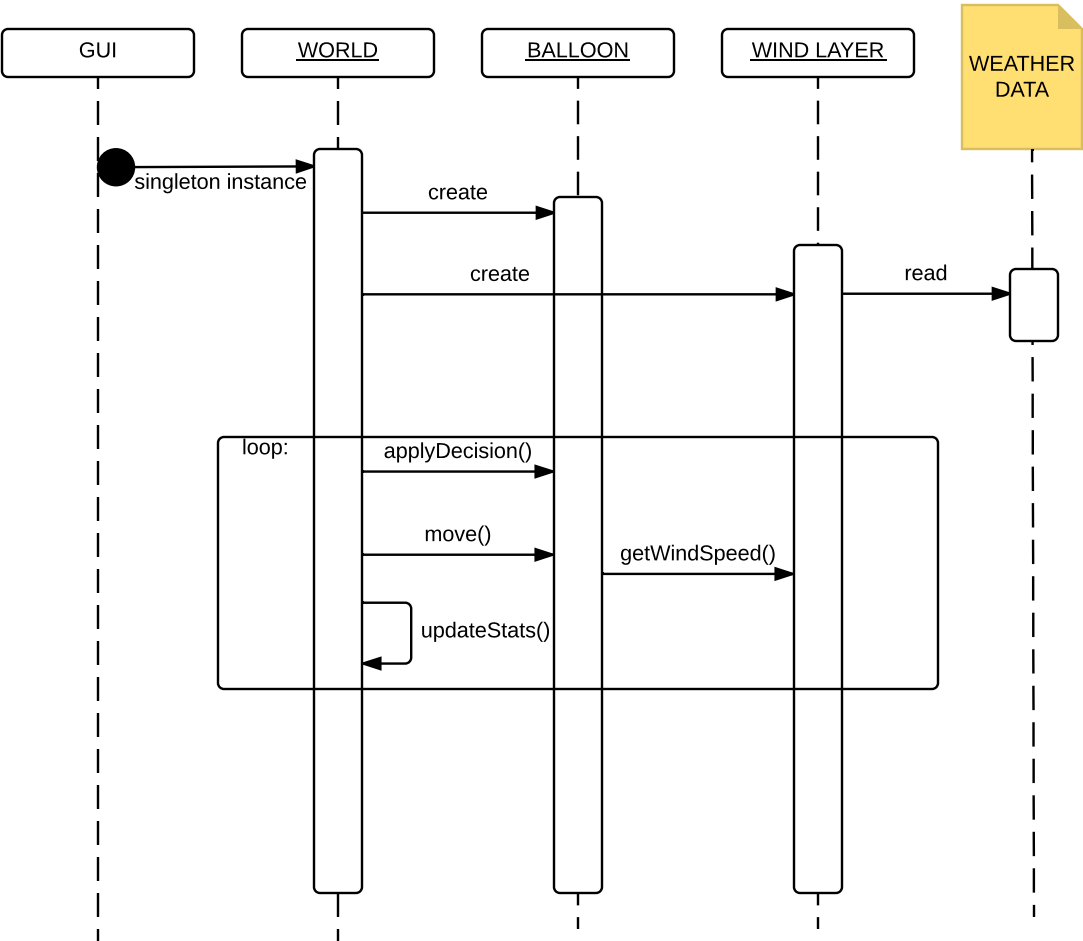 GUI
WORLD
BALLOON
WIND LAYER
WEATHER
DATA
singleton instance
create
create
read
loop:
applyDecision()
move()
getWindSpeed()
updateStats()